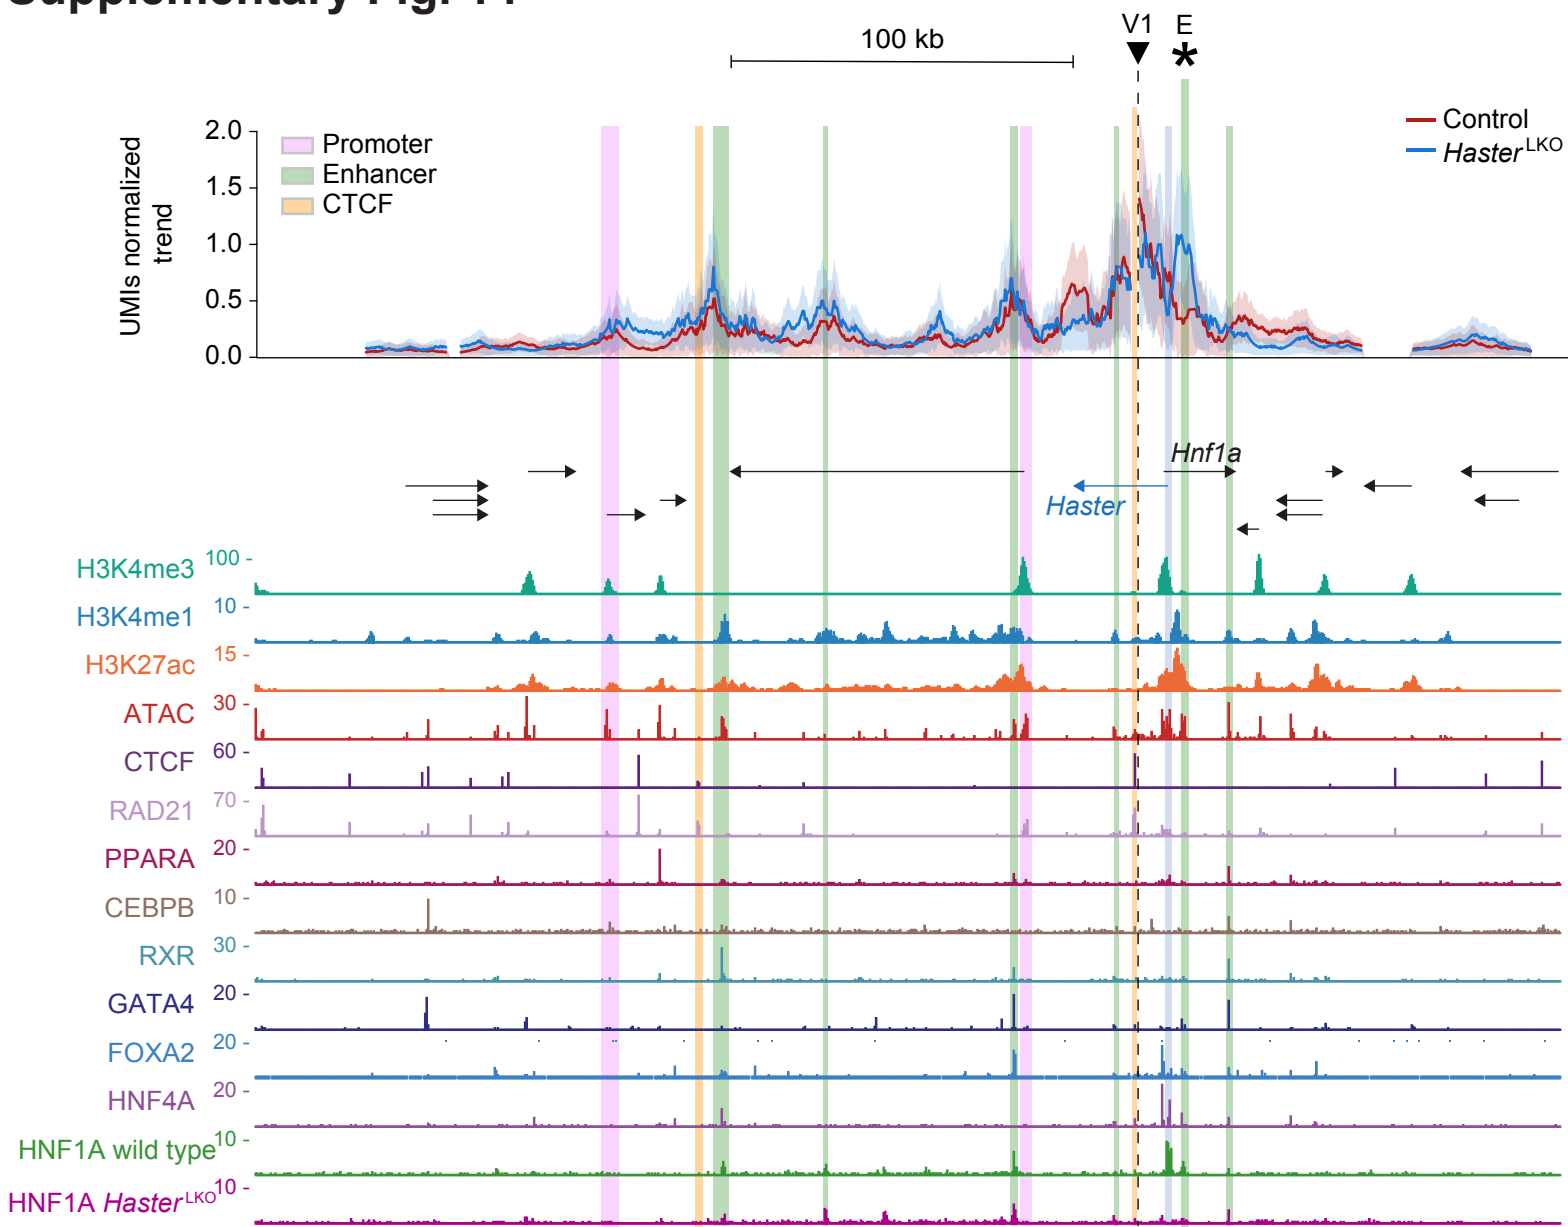 Supplementary Fig. 14
V1 E
*
100 kb
2.0
1.5
1.0
0.5
0.0
UMIs normalized
trend
Promoter
Enhancer
CTCF
Control
Haster LKO
Hnf1a
Haster
H3K4me3 100 -
H3K4me1 10 -
H3K27ac 15 -
ATAC 30 -
CTCF 60 -
RAD21 70 -
PPARA 20 -
CEBPB 10 -
RXR 30 -
GATA4 20 -
FOXA2 20 -
HNF4A 20 -
HNF1A wild type 10 -
HNF1A Haster LKO 10 -